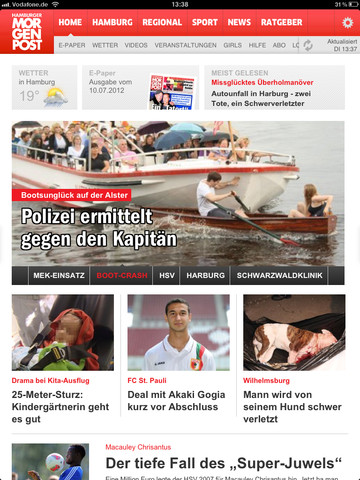 Vodafone.de
13:38
31 %
HAMBURGER
MOR
GEN
POST
HOME
HAMBURG
REGIONAL
SPORT
NEWS
RATGEBER
E-PAPER
WETTER
VIDEOS
VERANSTALTUNGEN
GIRLS
HILFE
ABO
Aktualisiert
DI 13:37
WETTER
in Hamburg
19°
E-Paper
Ausgabe vom
10.07.2012
MEIST GELESEN
Missglücktes Überholmanöver
Autounfall in Harburg - zwei
Tote, ein Schwerverletzter
Bootsunglück auf der Alster
Polizei ermittelt
gegen den Kapitän
MEK-EINSATZ
BOOT-CRASH
HSV
HARBURG
SCHWARZWALDKLINIK
Drama bei Kita-Ausflug
25-Meter-Sturz:
Kindergärtnerin geht
es gut
FC St. Pauli
Deal mit Akaki Gogia
kurz vor Abschluss
Wilhelmsburg
Mann wird von
seinem Hund schwer
verletzt
Macauley Chrisantus
Der tiefe Fall des „Super-Juwels“
Eine Million Euro legte der HSV 2007 für Macauley Chrisantus hin. Jetzt ba man